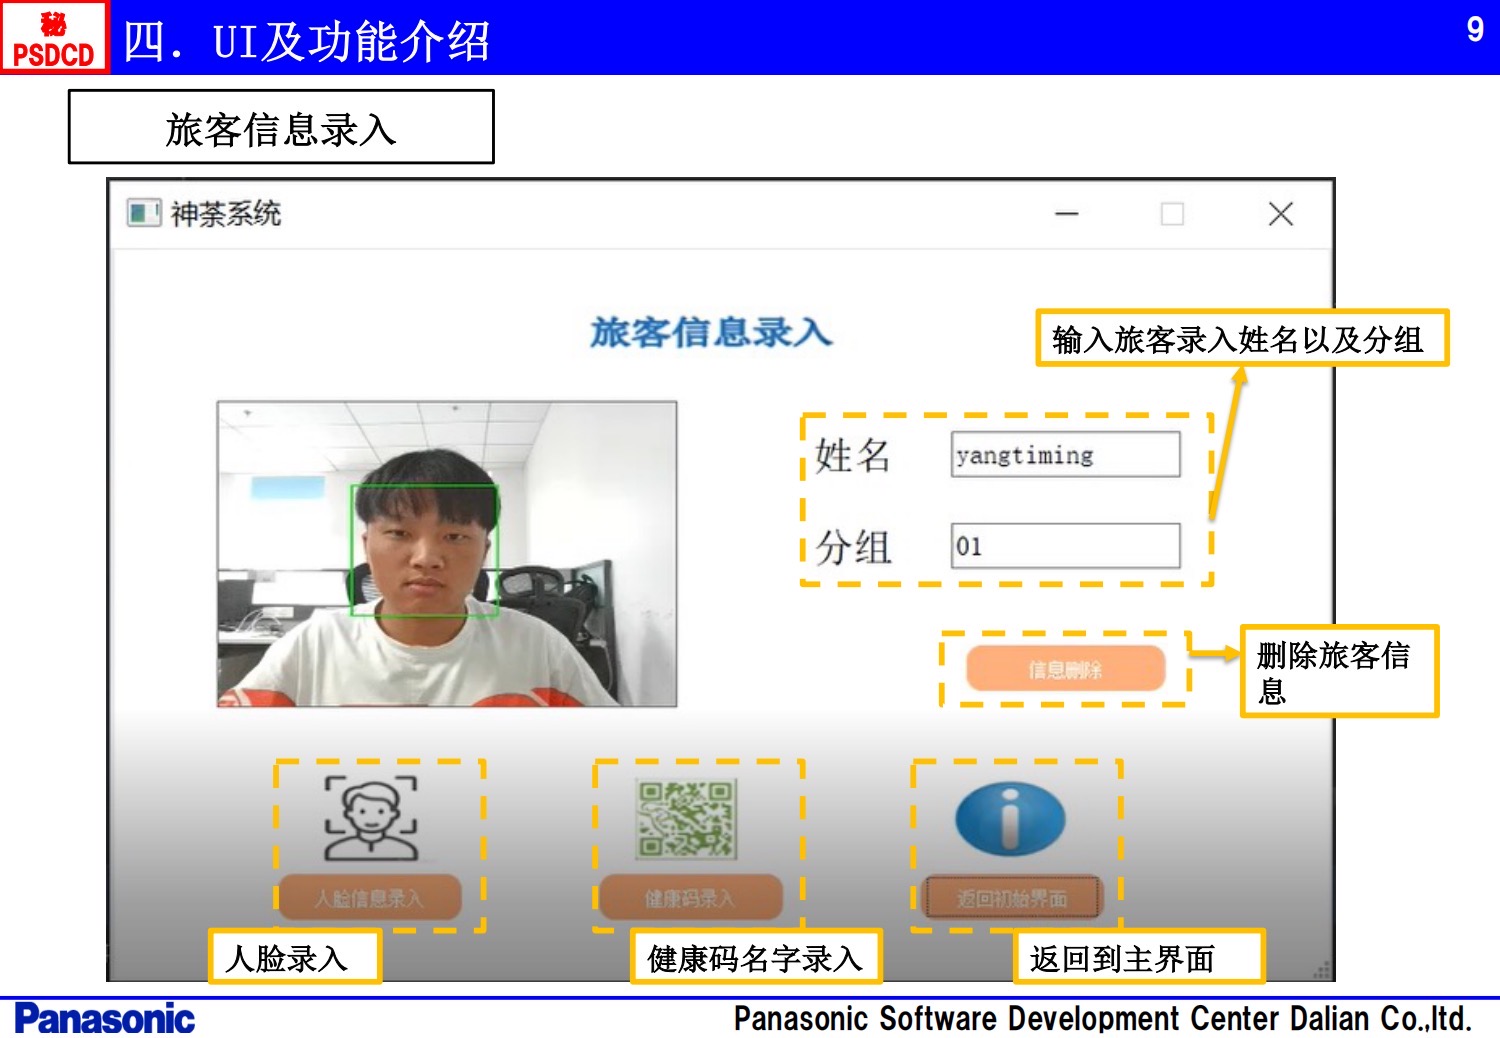 秘
PSDCD
四．UI及功能介绍
9
旅客信息录入
神荼系统
旅客信息录入
输入旅客录入姓名以及分组
姓名
yangtiming
分组
01
信息删除
删除旅客信
息
人脸信息录入
健康码录入
返回初始界面
人脸录入
健康码名字录入
返回到主界面
Panasonic
Panasonic Software Development Center Dalian Co.,ltd.